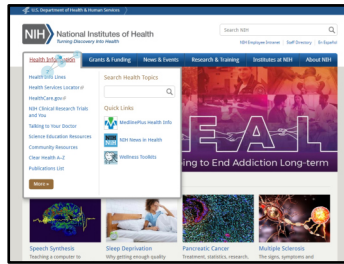 U.S. Department of Health & Human Services
Search NIH
NIH National Institutes of Health
Turning Discovery Into Health
NIH Employee Intranet Staff Directory En Español
Health Information Grants & Funding News & Events Research & Training Institutes at NIH About NIH
Health Info Lines
Health Services Locator
HealthCare.gov
NIH Clinical Research Trials
and You
Talking to Your Doctor
Science Education Resources
Community Resources
Clear Health A–Z
Publications List
More »
Search Health Topics
Quick Links
MedlinePlus Health Info
NIH News in Health
Wellness Toolkits
HEAL
ing to End Addiction Long-term
Speech Synthesis
Teaching a computer to
Sleep Deprivation
Why getting enough quality
Pancreatic Cancer
Treatment, statistics, research,
Multiple Sclerosis
The signs, symptoms and